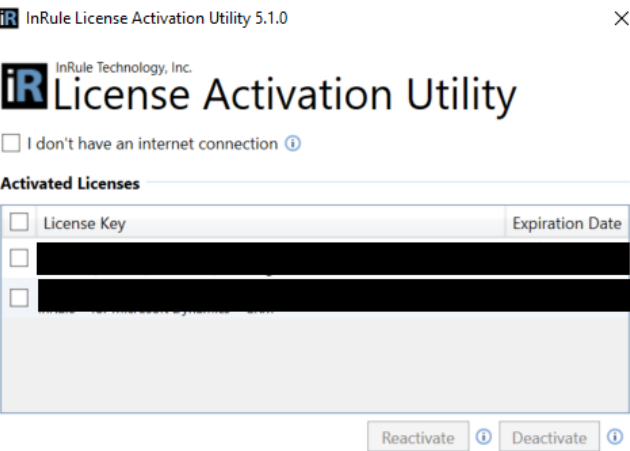 iR InRule License Activation Utility 5.1.0
iR InRule Technology, Inc.
License Activation Utility
I don't have an internet connection
Activated Licenses
License Key Expiration Date
Reactivate Deactivate